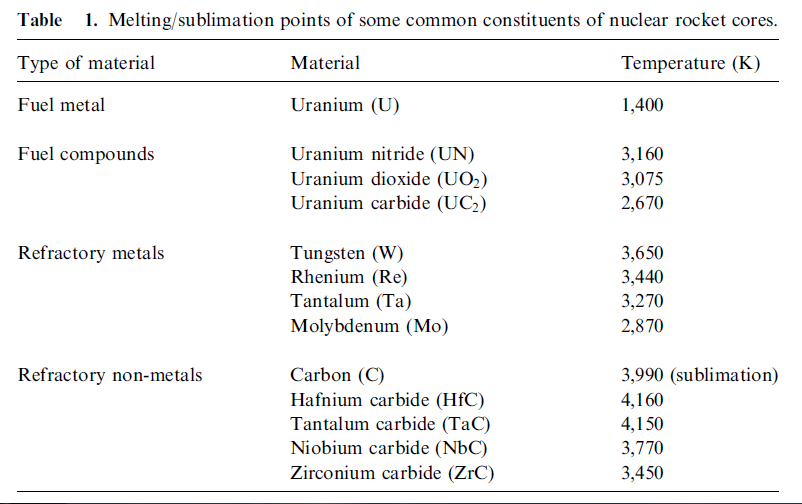 Table 1. Melting/sublimation points of some common constituents of nuclear rocket cores.
Type of material Material Temperature (K)
Fuel metal Uranium (U) 1,400
Fuel compounds Uranium nitride (UN) 3,160
Uranium dioxide (UO₂) 3,075
Uranium carbide (UC₂) 2,670
Refractory metals Tungsten (W) 3,650
Rhenium (Re) 3,440
Tantalum (Ta) 3,270
Molybdenum (Mo) 2,870
Refractory non-metals Carbon (C) 3,990 (sublimation)
Hafnium carbide (HfC) 4,160
Tantalum carbide (TaC) 4,150
Niobium carbide (NbC) 3,770
Zirconium carbide (ZrC) 3,450